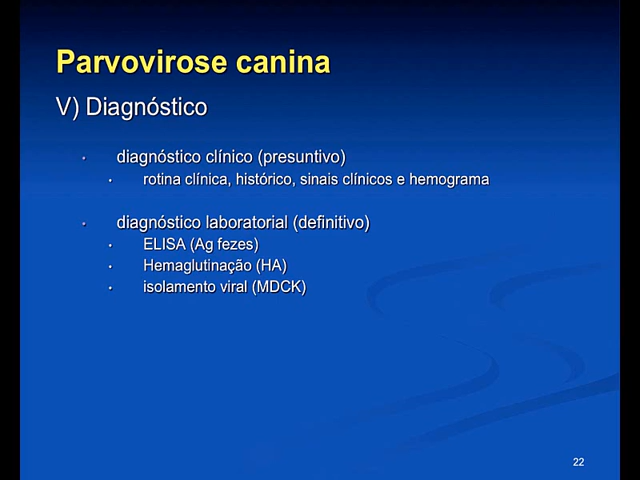 Parvovirose canina
V) Diagnóstico
diagnóstico clínico (presuntivo)
rotina clínica, histórico, sinais clínicos e hemograma
diagnóstico laboratorial (definitivo)
ELISA (Ag fezes)
Hemaglutinação (HA)
isolamento viral (MDCK)
22